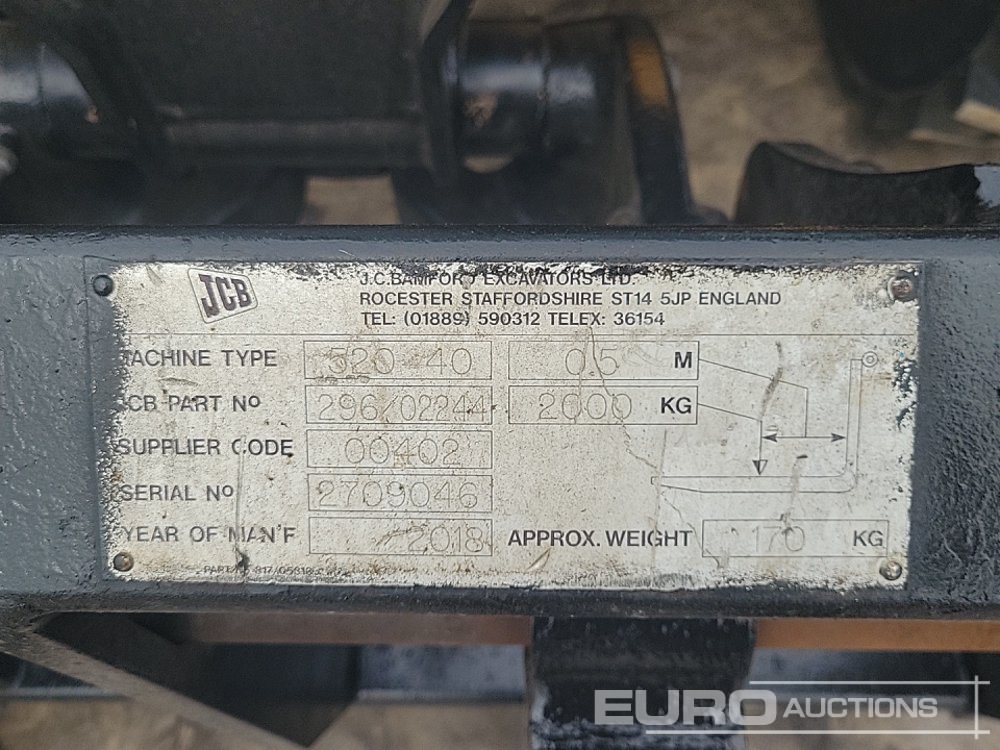 JCB
J.C.BAMFORD EXCAVATORS LTD.
ROCESTER STAFFORDSHIRE ST14 5JP ENGLAND
TEL: (01889) 590312 TELEX: 36154
MACHINE TYPE 520 40 0.5 M
JCB PART Nº 296/02244 2000 KG
SUPPLIER CODE 00402
SERIAL Nº 2709046
YEAR OF MAN'F 2018 APPROX. WEIGHT 170 KG
EURO AUCTIONS